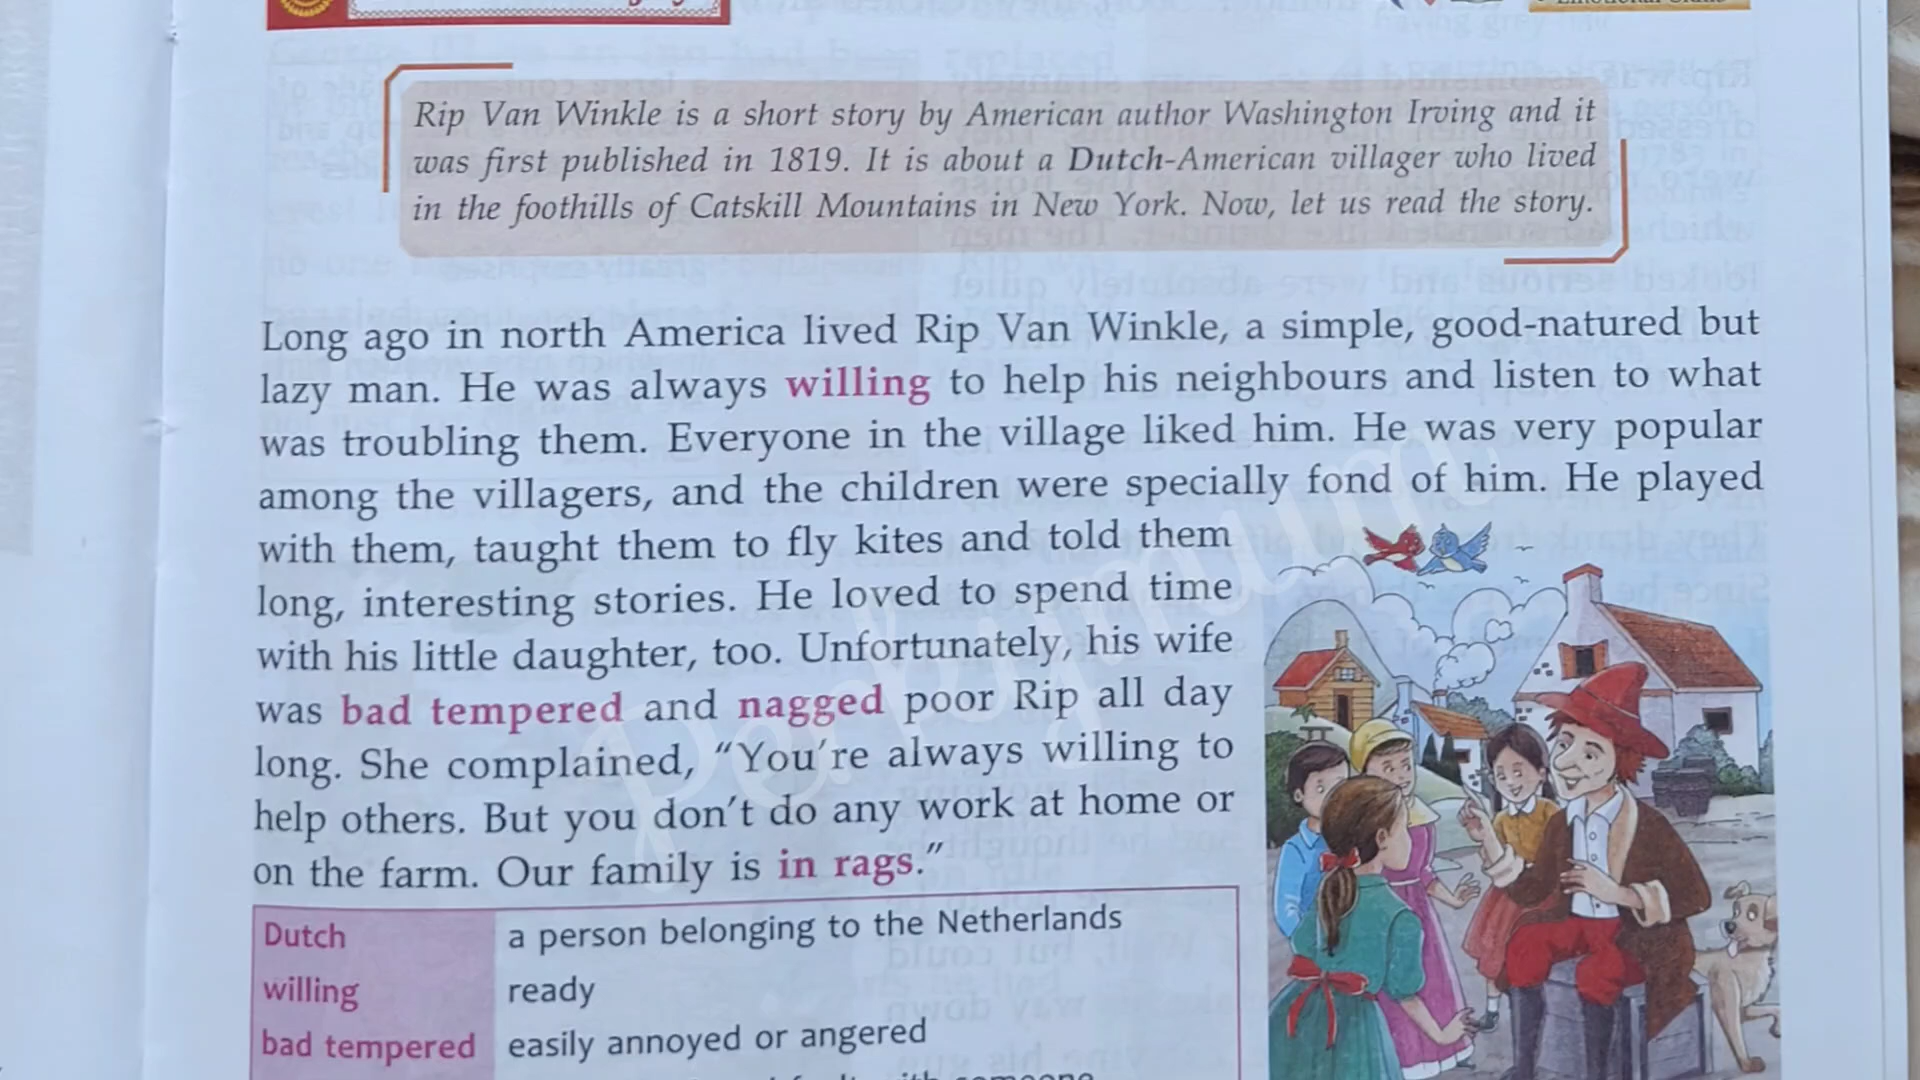 Rip Van Winkle is a short story by American author Washington Irving and it
was first published in 1819. It is about a Dutch-American villager who lived
in the foothills of Catskill Mountains in New York. Now, let us read the story.
Long ago in north America lived Rip Van Winkle, a simple, good-natured but
lazy man. He was always willing to help his neighbours and listen to what
was troubling them. Everyone in the village liked him. He was very popular
among the villagers, and the children were specially fond of him. He played
with them, taught them to fly kites and told them
long, interesting stories. He loved to spend time
with his little daughter, too. Unfortunately, his wife
was bad tempered and nagged poor Rip all day
long. She complained, “You're always willing to
help others. But you don't do any work at home or
on the farm. Our family is in rags.”
Dutch a person belonging to the Netherlands
willing ready
bad tempered easily annoyed or angered
with someone